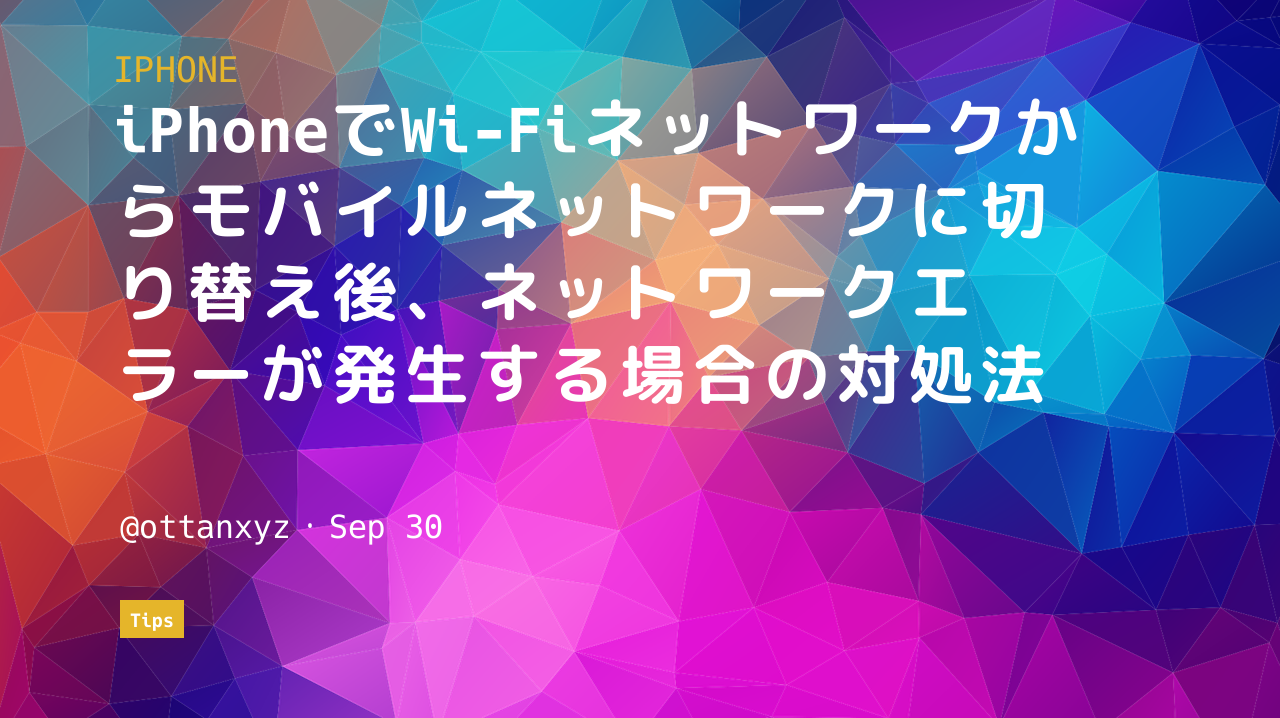 IPHONE
iPhoneでWi-Fiネットワークか
らモバイルネットワークに切
り替え後、ネットワークエ
ラーが発生する場合の対処法
@ottanxyz・Sep 30
Tips